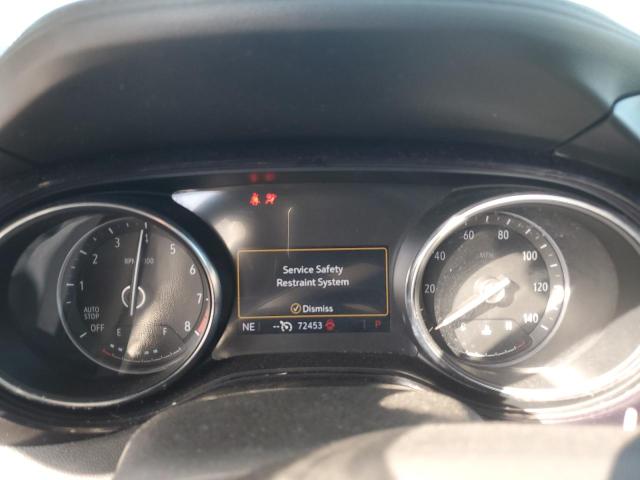 1 2 3 4 5 6 7 8
RPM
AUTO
STOP
OFF
E F
Service Safety
Restraint System
Dismiss
NE -- 72453 P
20 40 60 80 100 120 140
MPH
C H